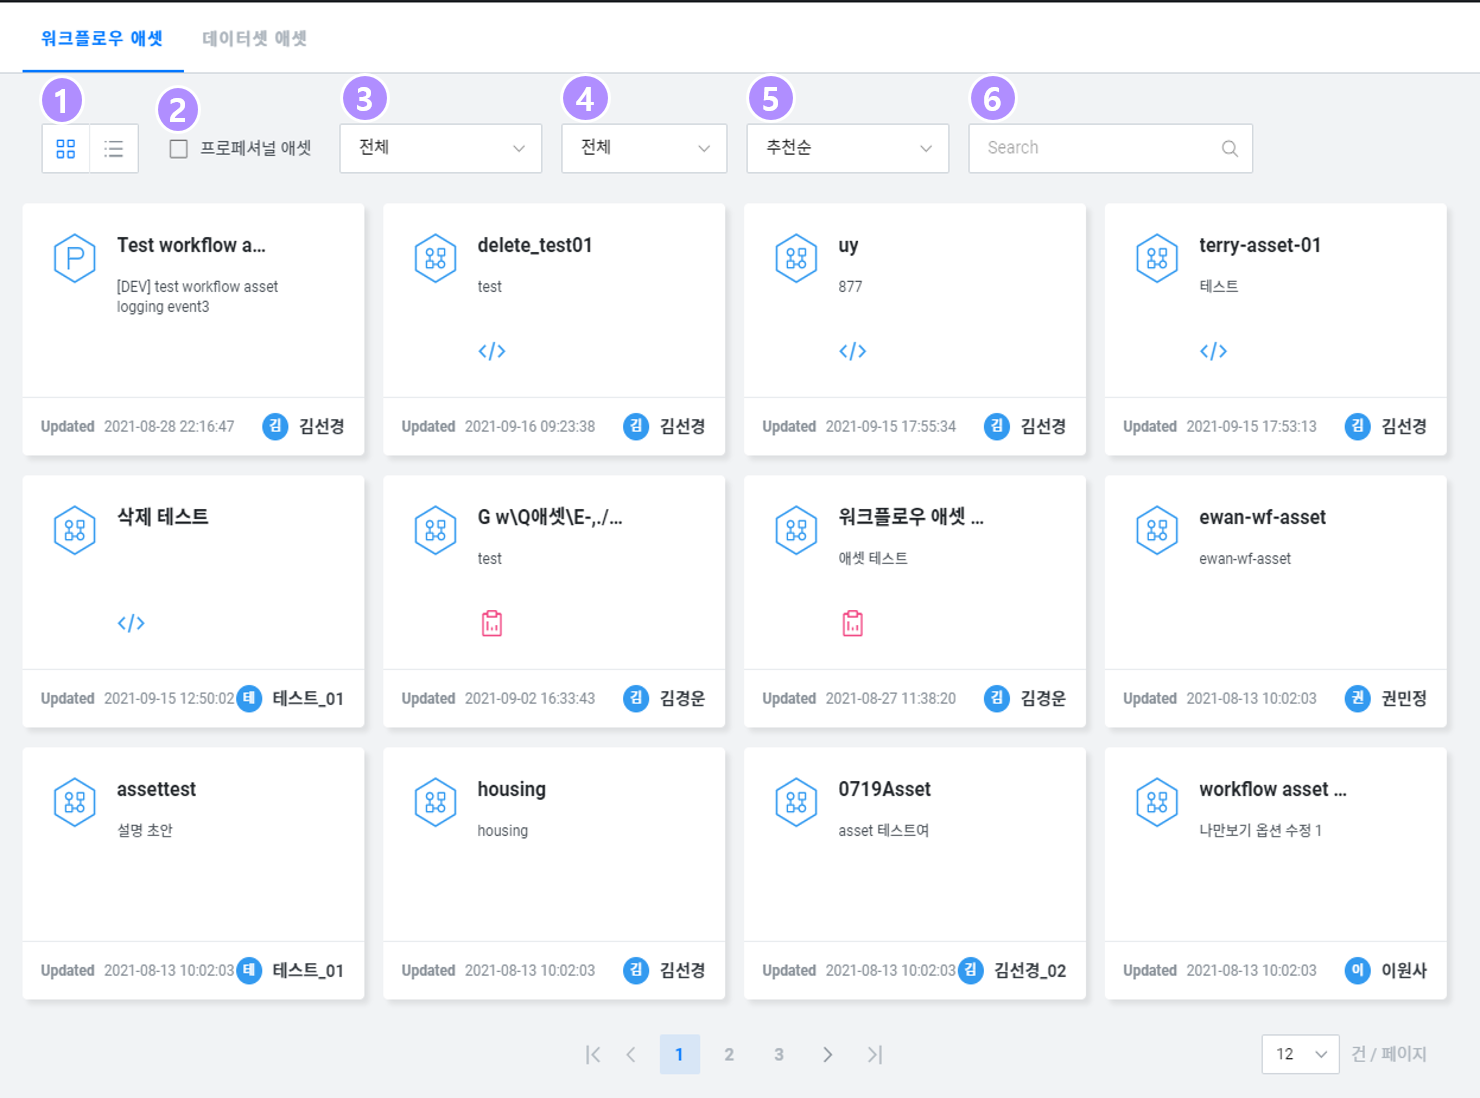 워크플로우 애셋
데이터셋 애셋
1
2
3
4
5
6
프로페셔널 애셋
전체
전체
추천순
Search
P
Test workflow a...
[DEV] test workflow asset
logging event3
Updated 2021-08-28 22:16:47 김 김선경
delete_test01
test
</>
Updated 2021-09-16 09:23:38 김 김선경
uy
877
</>
Updated 2021-09-15 17:55:34 김 김선경
terry-asset-01
테스트
</>
Updated 2021-09-15 17:53:13 김 김선경
삭제 테스트
</>
Updated 2021-09-15 12:50:02 테 테스트_01
G w\Q애셋\E-,./...
test
Updated 2021-09-02 16:33:43 김 김경운
워크플로우 애셋 ...
애셋 테스트
Updated 2021-08-27 11:38:20 김 김경운
ewan-wf-asset
ewan-wf-asset
Updated 2021-08-13 10:02:03 권 권민정
assettest
설명 초안
Updated 2021-08-13 10:02:03 테 테스트_01
housing
housing
Updated 2021-08-13 10:02:03 김 김선경
0719Asset
asset 테스트여
Updated 2021-08-13 10:02:03 김 김선경_02
workflow asset ...
나만보기 옵션 수정 1
Updated 2021-08-13 10:02:03 이 이원사
1 2 3
12 건 / 페이지